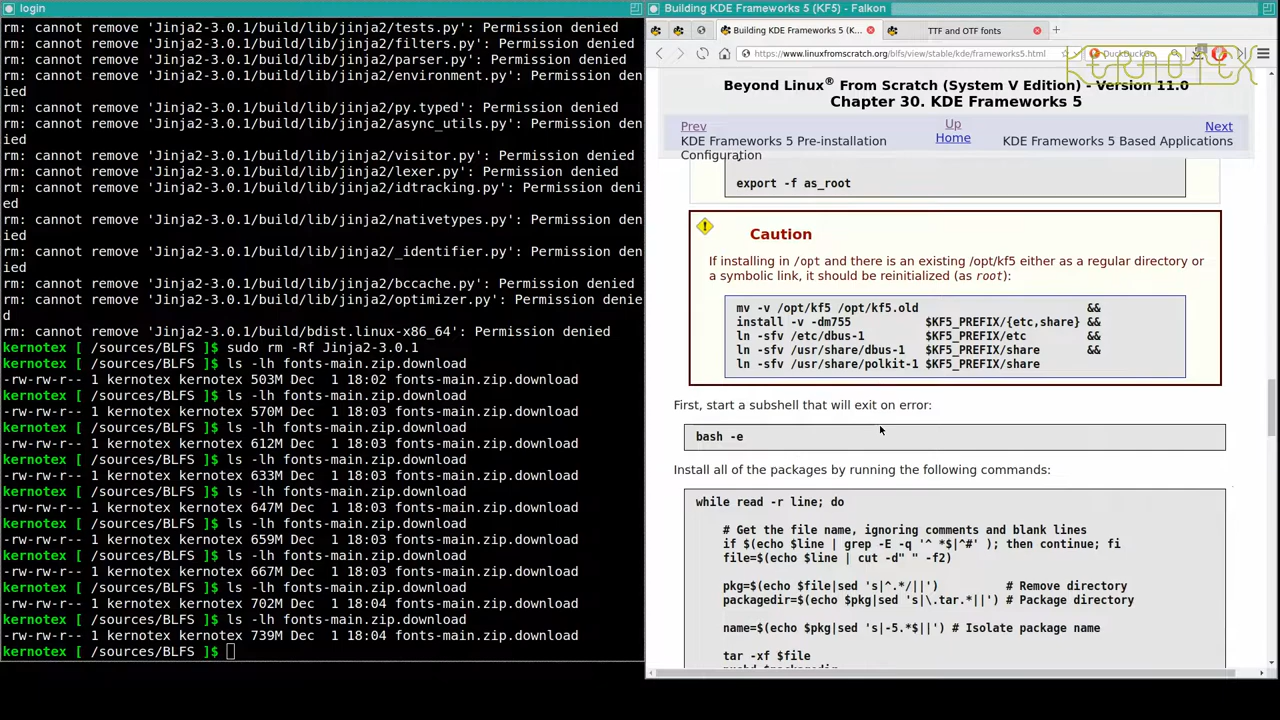 login
rm: cannot remove 'Jinja2-3.0.1/build/lib/jinja2/tests.py': Permission denied
rm: cannot remove 'Jinja2-3.0.1/build/lib/jinja2/filters.py': Permission denied
rm: cannot remove 'Jinja2-3.0.1/build/lib/jinja2/parser.py': Permission denied
rm: cannot remove 'Jinja2-3.0.1/build/lib/jinja2/environment.py': Permission den
ied
rm: cannot remove 'Jinja2-3.0.1/build/lib/jinja2/py.typed': Permission denied
rm: cannot remove 'Jinja2-3.0.1/build/lib/jinja2/async_utils.py': Permission den
ied
rm: cannot remove 'Jinja2-3.0.1/build/lib/jinja2/visitor.py': Permission denied
rm: cannot remove 'Jinja2-3.0.1/build/lib/jinja2/lexer.py': Permission denied
rm: cannot remove 'Jinja2-3.0.1/build/lib/jinja2/idtracking.py': Permission deni
ed
rm: cannot remove 'Jinja2-3.0.1/build/lib/jinja2/nativetypes.py': Permission den
ied
rm: cannot remove 'Jinja2-3.0.1/build/lib/jinja2/_identifier.py': Permission den
ied
rm: cannot remove 'Jinja2-3.0.1/build/lib/jinja2/bccache.py': Permission denied
rm: cannot remove 'Jinja2-3.0.1/build/lib/jinja2/optimizer.py': Permission denie
d
rm: cannot remove 'Jinja2-3.0.1/build/bdist.linux-x86_64': Permission denied
kernotex [ /sources/BLFS ]$ sudo rm -Rf Jinja2-3.0.1
kernotex [ /sources/BLFS ]$ ls -lh fonts-main.zip.download
-rw-rw-r-- 1 kernotex kernotex 503M Dec  1 18:02 fonts-main.zip.download
kernotex [ /sources/BLFS ]$ ls -lh fonts-main.zip.download
-rw-rw-r-- 1 kernotex kernotex 570M Dec  1 18:03 fonts-main.zip.download
kernotex [ /sources/BLFS ]$ ls -lh fonts-main.zip.download
-rw-rw-r-- 1 kernotex kernotex 612M Dec  1 18:03 fonts-main.zip.download
kernotex [ /sources/BLFS ]$ ls -lh fonts-main.zip.download
-rw-rw-r-- 1 kernotex kernotex 633M Dec  1 18:03 fonts-main.zip.download
kernotex [ /sources/BLFS ]$ ls -lh fonts-main.zip.download
-rw-rw-r-- 1 kernotex kernotex 647M Dec  1 18:03 fonts-main.zip.download
kernotex [ /sources/BLFS ]$ ls -lh fonts-main.zip.download
-rw-rw-r-- 1 kernotex kernotex 659M Dec  1 18:03 fonts-main.zip.download
kernotex [ /sources/BLFS ]$ ls -lh fonts-main.zip.download
-rw-rw-r-- 1 kernotex kernotex 667M Dec  1 18:03 fonts-main.zip.download
kernotex [ /sources/BLFS ]$ ls -lh fonts-main.zip.download
-rw-rw-r-- 1 kernotex kernotex 702M Dec  1 18:04 fonts-main.zip.download
kernotex [ /sources/BLFS ]$ ls -lh fonts-main.zip.download
-rw-rw-r-- 1 kernotex kernotex 739M Dec  1 18:04 fonts-main.zip.download
kernotex [ /sources/BLFS ]$
Building KDE Frameworks 5 (KF5) - Falkon
Building KDE Frameworks 5 (K...
TTF and OTF fonts
https://www.linuxfromscratch.org/blfs/view/stable/kde/frameworks5.html
DuckDuckGo
KERNOTEX
Beyond Linux® From Scratch (System V Edition) - Version 11.0
Chapter 30. KDE Frameworks 5
Prev
Up
Next
KDE Frameworks 5 Pre-installation Configuration
Home
KDE Frameworks 5 Based Applications
export -f as_root
Caution
If installing in /opt and there is an existing /opt/kf5 either as a regular directory or
a symbolic link, it should be reinitialized (as root):
mv -v /opt/kf5 /opt/kf5.old &&
install -v -dm755 $KF5_PREFIX/{etc,share} &&
ln -sfv /etc/dbus-1 $KF5_PREFIX/etc &&
ln -sfv /usr/share/dbus-1 $KF5_PREFIX/share &&
ln -sfv /usr/share/polkit-1 $KF5_PREFIX/share
First, start a subshell that will exit on error:
bash -e
Install all of the packages by running the following commands:
while read -r line; do
# Get the file name, ignoring comments and blank lines
if $(echo $line | grep -E -q '^ *$|^#' ); then continue; fi
file=$(echo $line | cut -d" " -f2)
pkg=$(echo $file|sed 's|^.*/||') # Remove directory
packagedir=$(echo $pkg|sed 's|\.tar.*||') # Package directory
name=$(echo $pkg|sed 's|-5.*$||') # Isolate package name
tar -xf $file